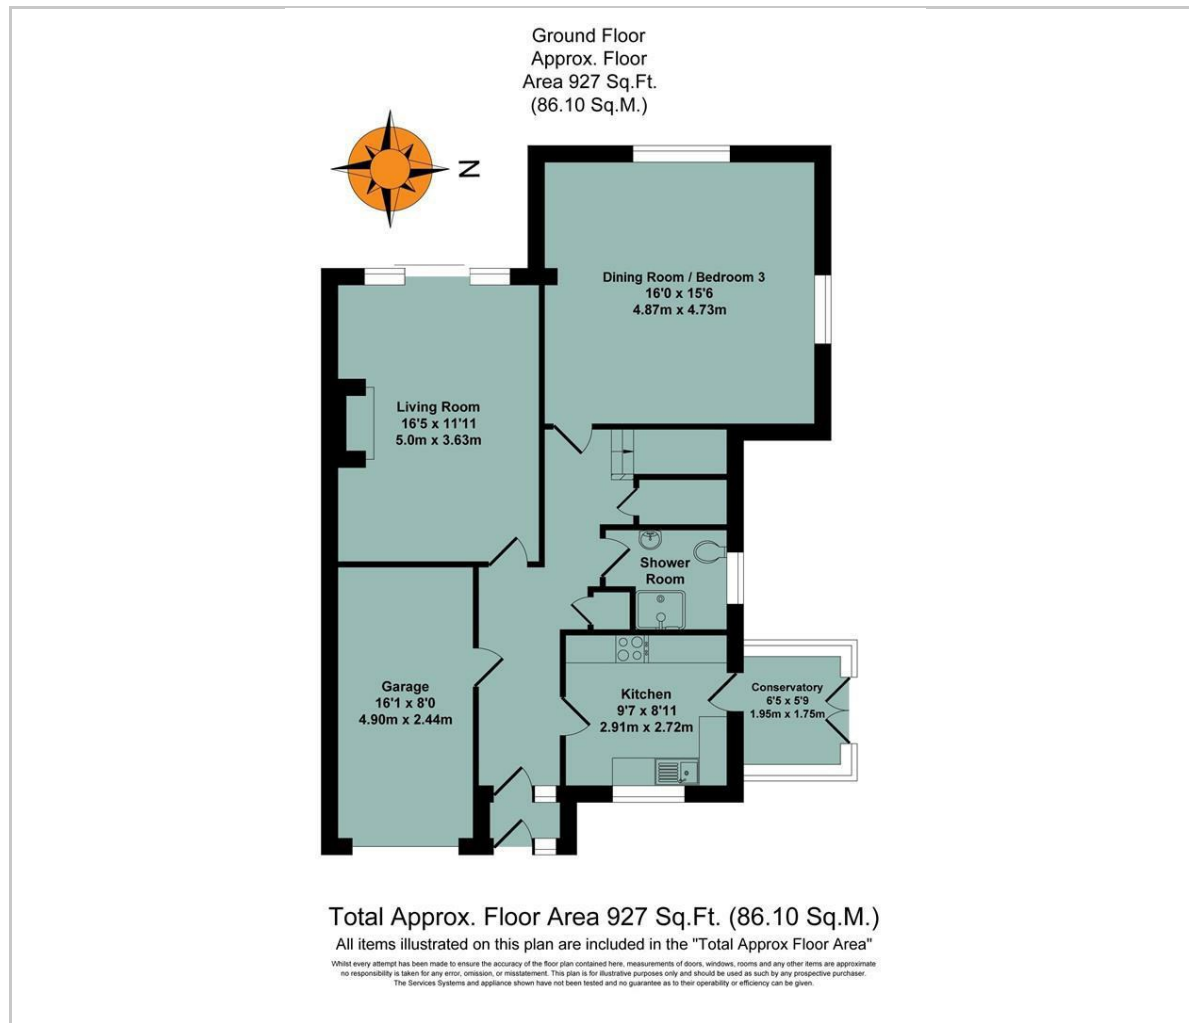 Ground Floor
Approx. Floor
Area 927 Sq.Ft.
(86.10 Sq.M.)
N
Dining Room / Bedroom 3
16'0 x 15'6
4.87m x 4.73m
Living Room
16'5 x 11'11
5.0m x 3.63m
Shower
Room
Garage
16'1 x 8'0
4.90m x 2.44m
Kitchen
9'7 x 8'11
2.91m x 2.72m
Conservatory
6'5 x 5'9
1.95m x 1.75m
Total Approx. Floor Area 927 Sq.Ft. (86.10 Sq.M.)
All items illustrated on this plan are included in the "Total Approx Floor Area"
Whilst every attempt has been made to ensure the accuracy of the floor plan contained here, measurements of doors, windows, rooms and any other items are approximate
no responsibility is taken for any error, omission, or misstatement. This plan is for illustrative purposes only and should be used as such by any prospective purchaser.
The Services Systems and appliance shown have not been tested and no guarantee as to their operability or efficiency can be given.